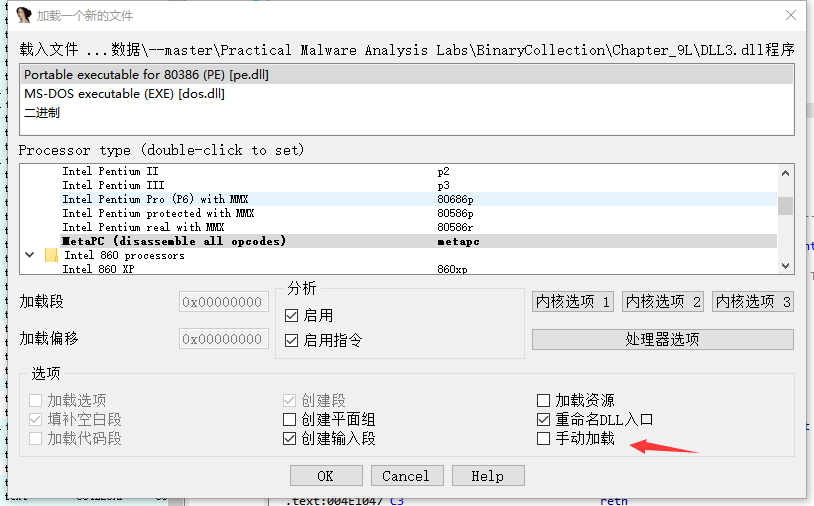 加载一个新的文件
载入文件 ...数据\--master\Practical Malware Analysis Labs\BinaryCollection\Chapter_9L\DLL3.dll程序
Portable executable for 80386 (PE) [pe.dll]
MS-DOS executable (EXE) [dos.dll]
二进制
Processor type (double-click to set)
Intel Pentium II p2
Intel Pentium III p3
Intel Pentium Pro (P6) with MMX 80686p
Intel Pentium protected with MMX 80586p
Intel Pentium real with MMX 80586r
MetaPC (disassemble all opcodes) metapc
Intel 860 processors
Intel 860 XP 860xp
加载段 0x00000000
加载偏移 0x00000000
分析
启用
启用指令
内核选项 1 内核选项 2 内核选项 3
处理器选项
选项
加载选项 创建段 加载资源
填补空白段 创建平面组 重命名DLL入口
加载代码段 创建输入段 手动加载
OK Cancel Help
.text:004E1047 C3 retn